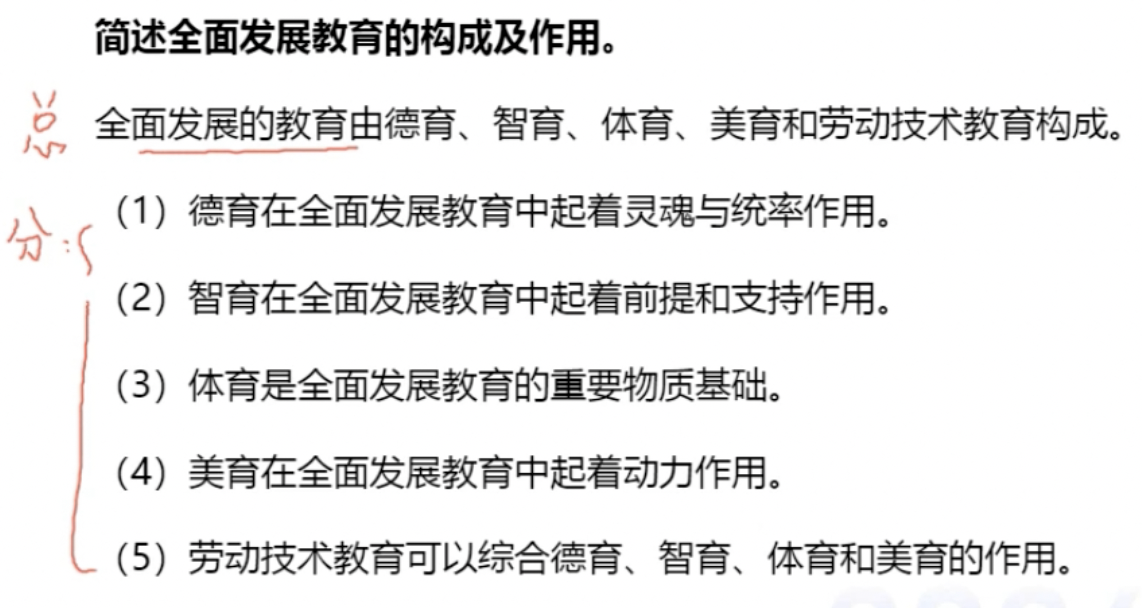 简述全面发展教育的构成及作用。
总 全面发展的教育由德育、智育、体育、美育和劳动技术教育构成。
分：（1）德育在全面发展教育中起着灵魂与统率作用。
（2）智育在全面发展教育中起着前提和支持作用。
（3）体育是全面发展教育的重要物质基础。
（4）美育在全面发展教育中起着动力作用。
（5）劳动技术教育可以综合德育、智育、体育和美育的作用。